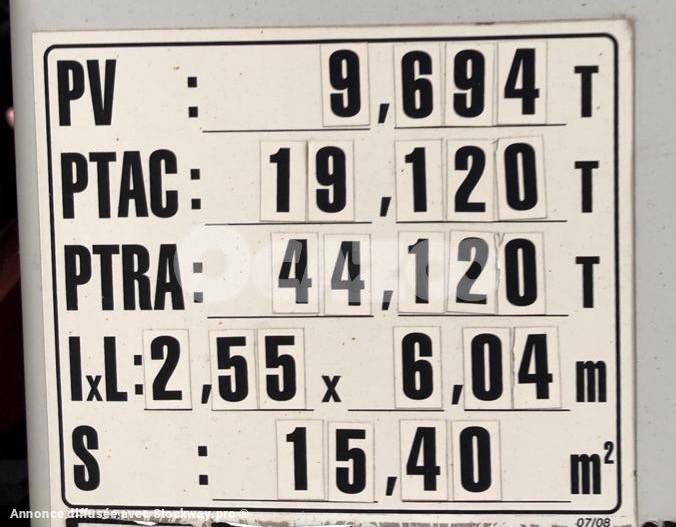 PV : 9,694 T
PTAC : 19,120 T
PTRA : 44,120 T
lxL : 2,55 x 6,04 m
S : 15,40 m²
07/08
Annonce diffusée avec Stockway.pro ®